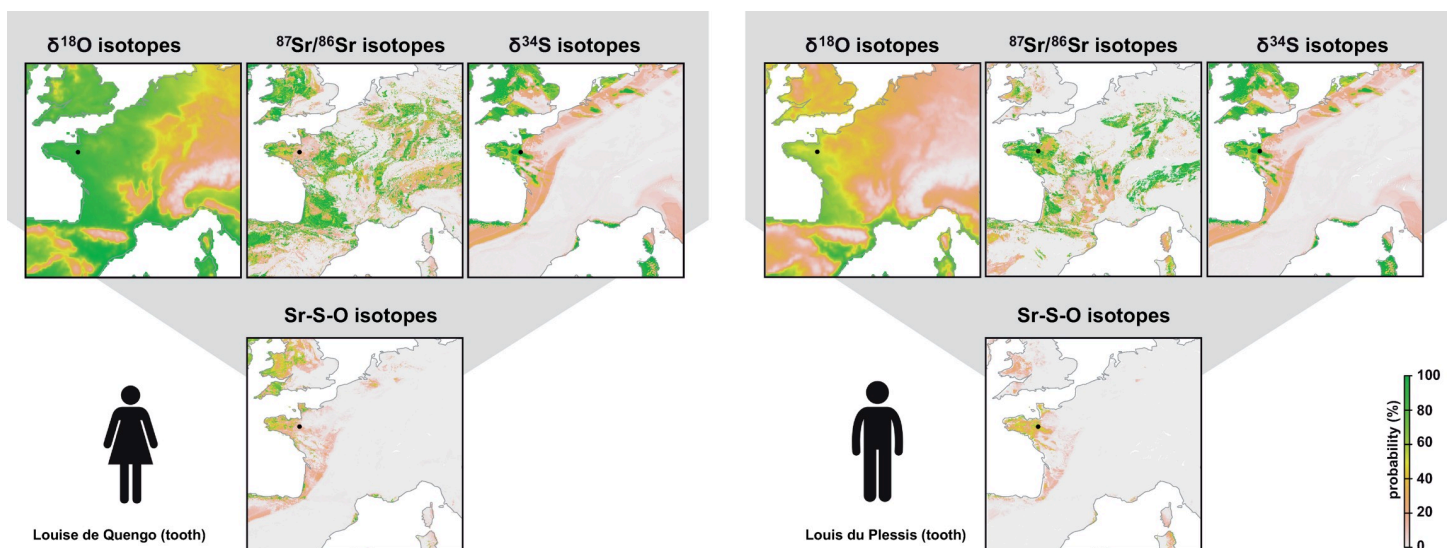 δ¹⁸O isotopes
⁸⁷Sr/⁸⁶Sr isotopes
δ³⁴S isotopes
Sr-S-O isotopes
Louise de Quengo (tooth)
δ¹⁸O isotopes
⁸⁷Sr/⁸⁶Sr isotopes
δ³⁴S isotopes
Sr-S-O isotopes
Louis du Plessis (tooth)
probability (%)
100
80
60
40
20
0